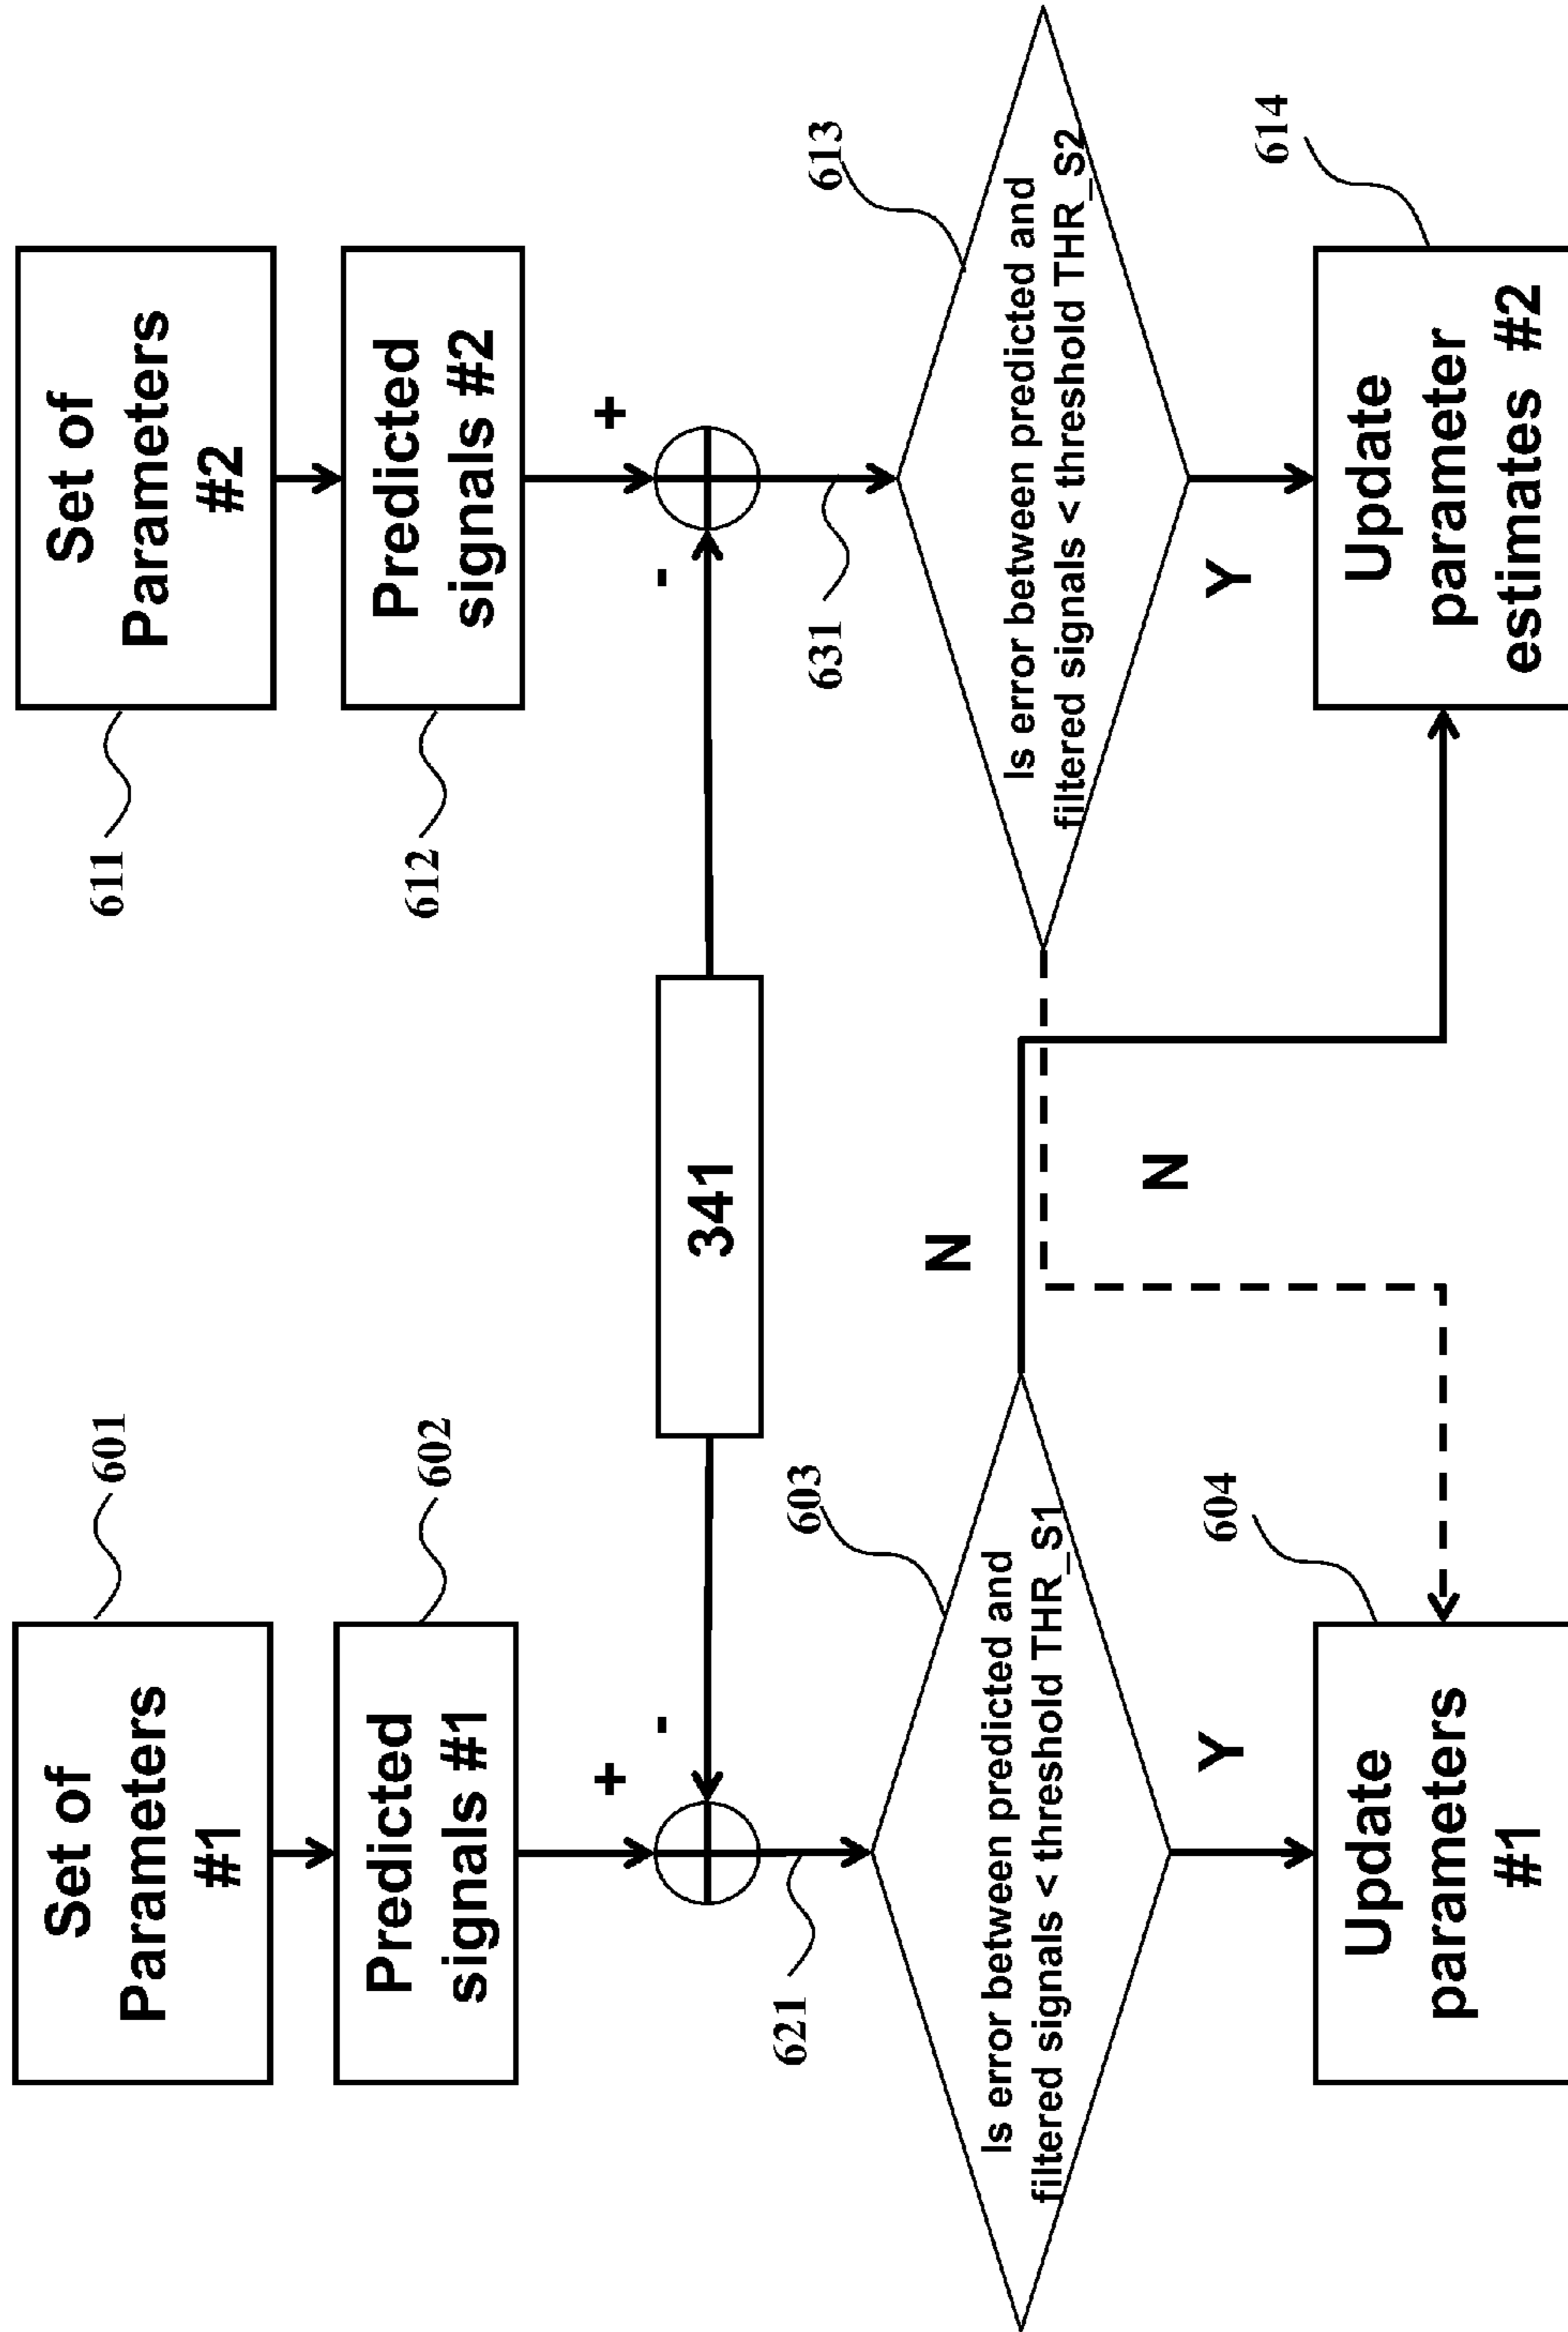 Set of
Parameters
#1
601
Predicted
signals #1
602
+
-
621
Is error between predicted and
filtered signals < threshold THR_S1
603
Y
N
Update
parameters
#1
604
341
Set of
Parameters
#2
611
Predicted
signals #2
612
+
-
631
Is error between predicted and
filtered signals < threshold THR_S2
613
Y
N
Update
parameter
estimates #2
614